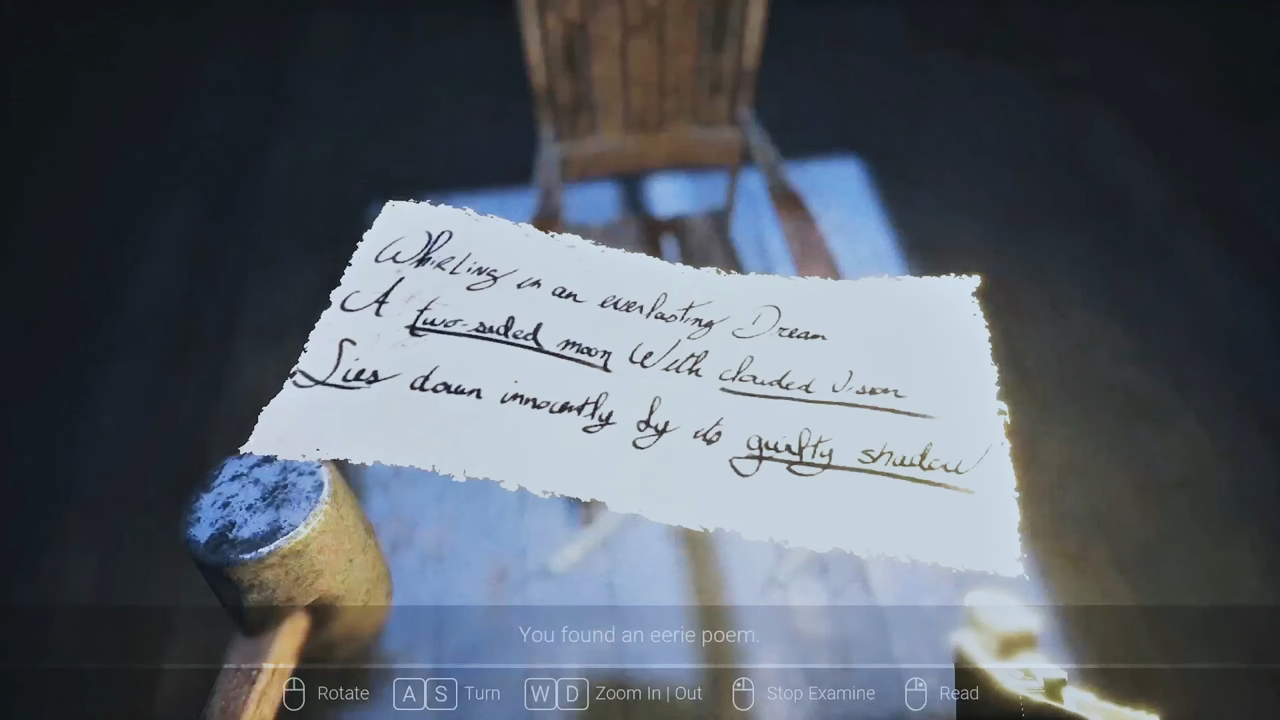 Whirling in an everlasting Dream
A two-sided moon With clouded Vision
Lies down innocently by its guilty shadow
You found an eerie poem.
Rotate A S Turn W D Zoom In | Out Stop Examine Read